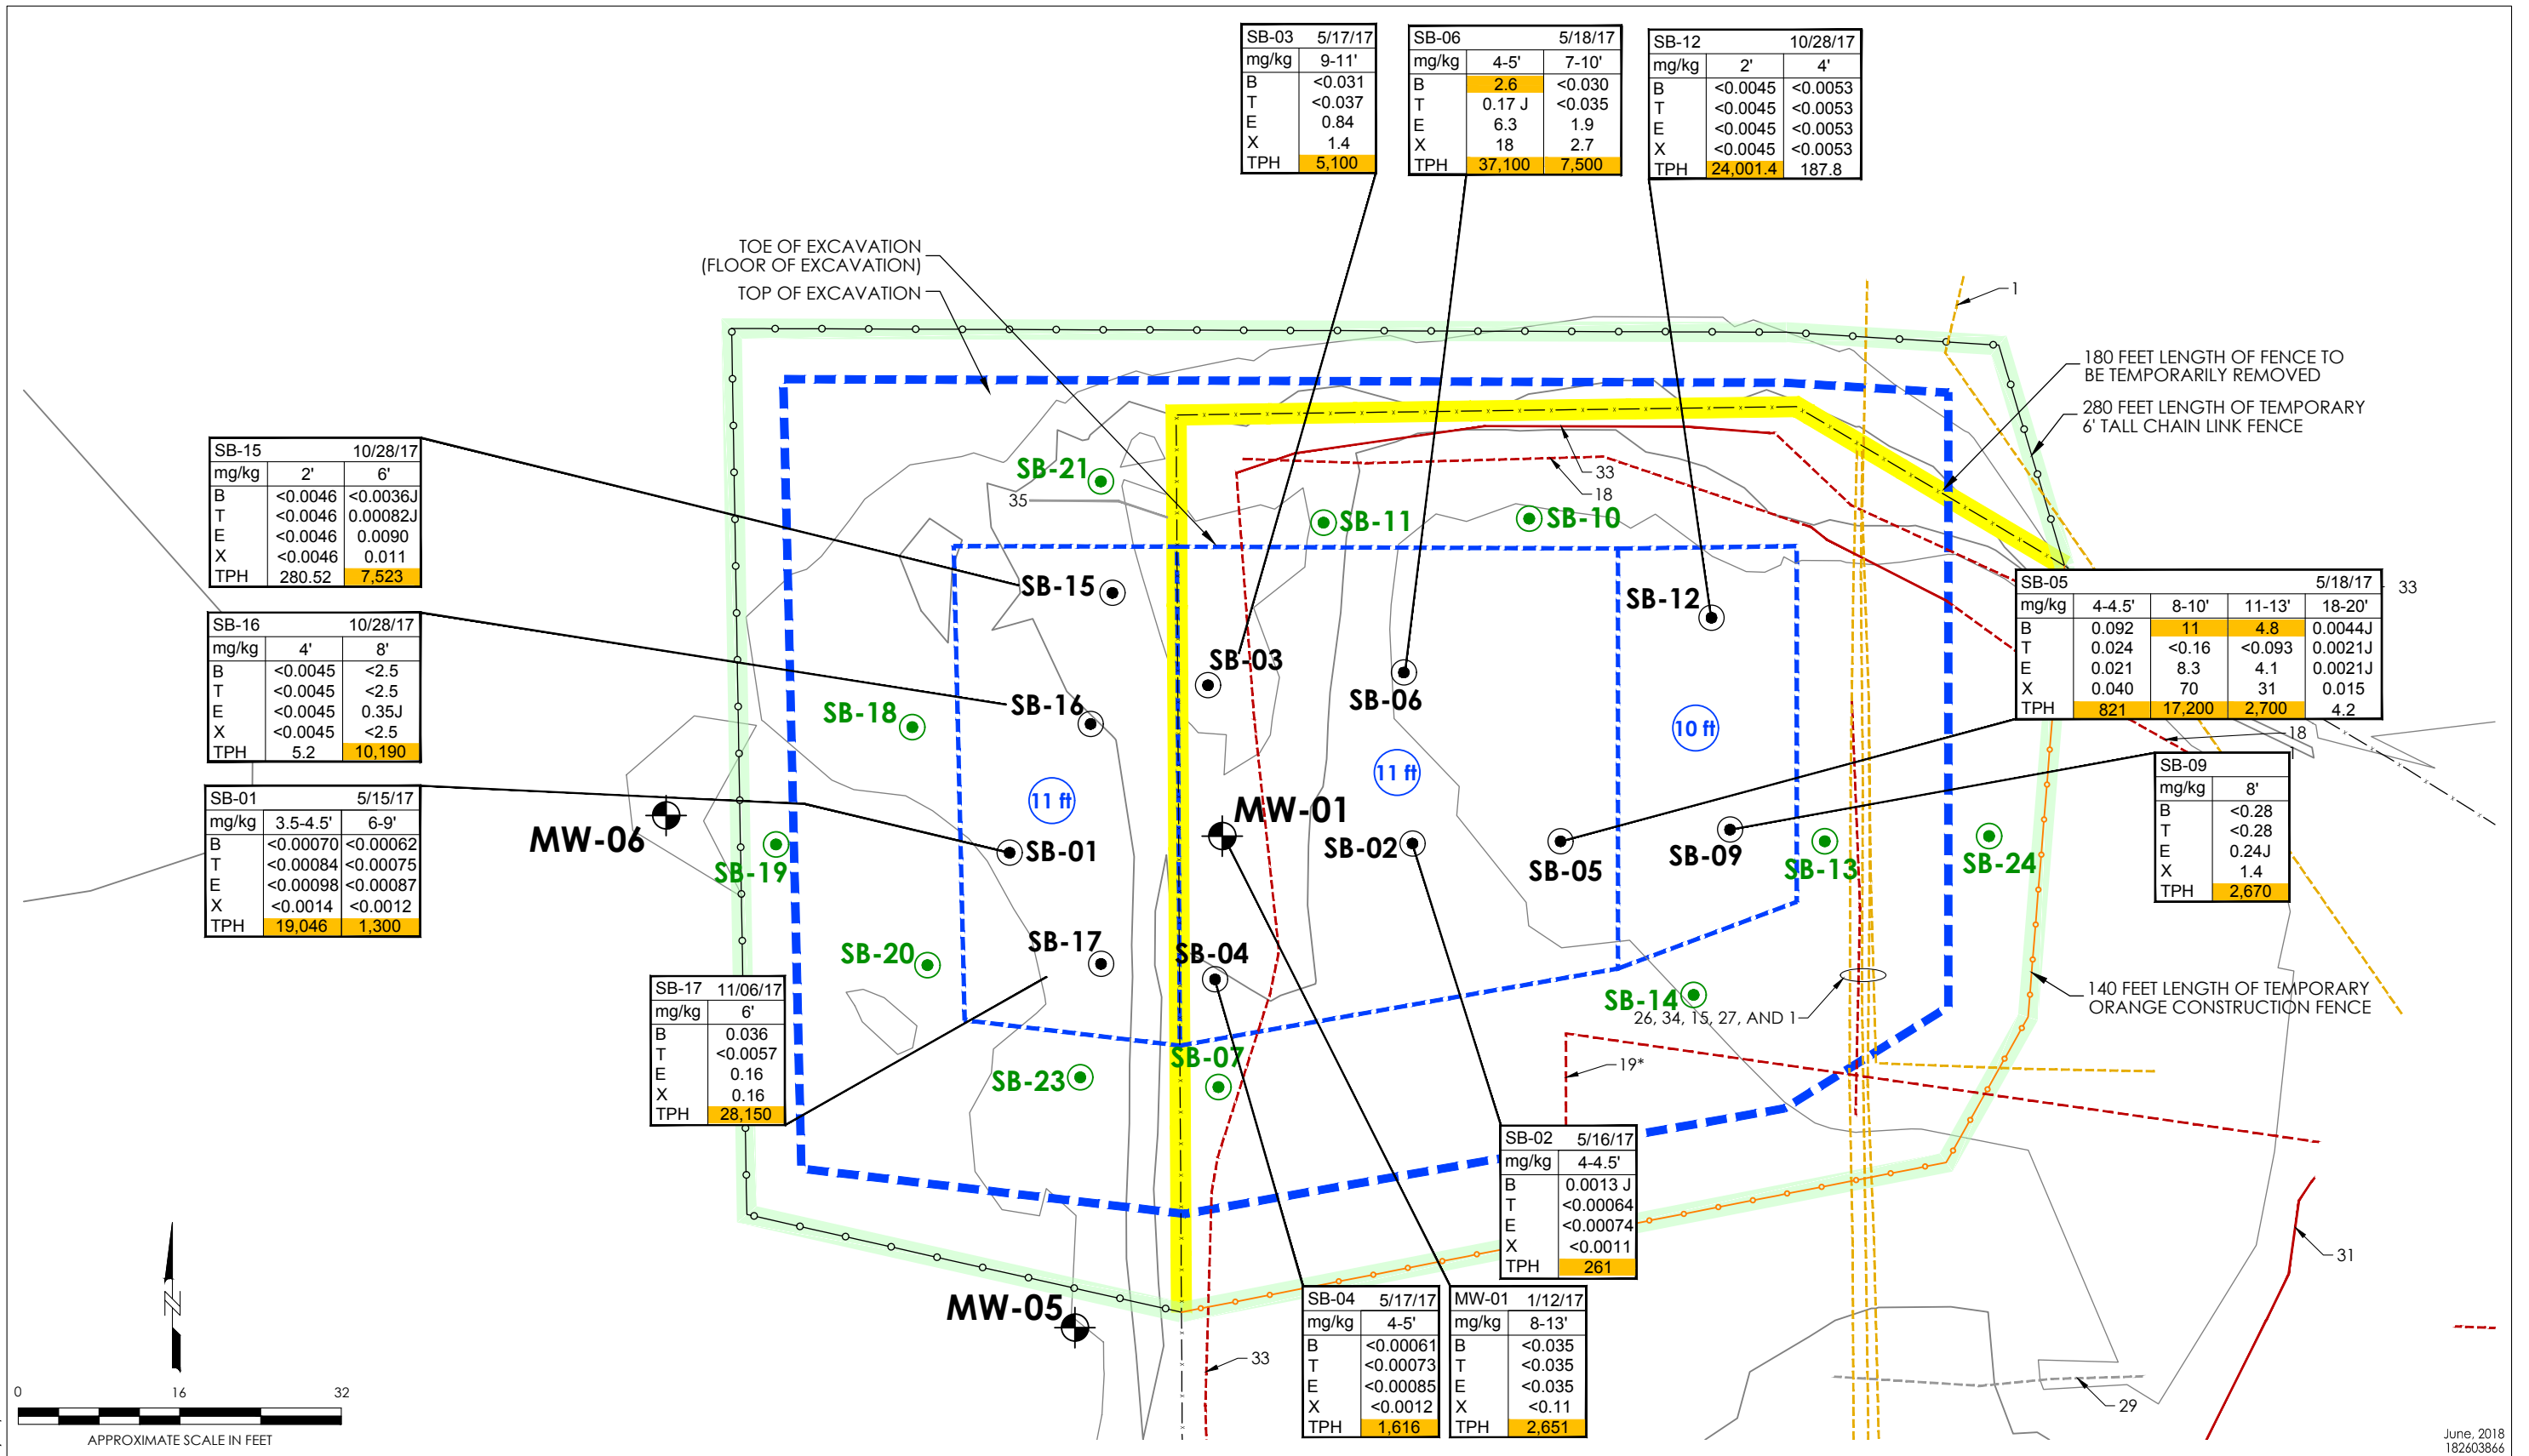 SB-03 5/17/17
mg/kg 9-11'
B <0.031
T <0.037
E 0.84
X 1.4
TPH 5,100
SB-06 5/18/17
mg/kg 4-5' 7-10'
B 2.6 <0.030
T 0.17 J <0.035
E 6.3 1.9
X 18 2.7
TPH 37,100 7,500
SB-12 10/28/17
mg/kg 2' 4'
B <0.0045 <0.0053
T <0.0045 <0.0053
E <0.0045 <0.0053
X <0.0045 <0.0053
TPH 24,001.4 187.8
TOE OF EXCAVATION
(FLOOR OF EXCAVATION)
TOP OF EXCAVATION
1
180 FEET LENGTH OF FENCE TO
BE TEMPORARILY REMOVED
280 FEET LENGTH OF TEMPORARY
6' TALL CHAIN LINK FENCE
SB-15 10/28/17
mg/kg 2' 6'
B <0.0046 <0.0036J
T <0.0046 0.00082J
E <0.0046 0.0090
X <0.0046 0.011
TPH 280.52 7,523
SB-21
35
33
18
SB-11
SB-10
SB-15
SB-12
SB-05 5/18/17
mg/kg 4-4.5' 8-10' 11-13' 18-20'
B 0.092 11 4.8 0.0044J
T 0.024 <0.16 <0.093 0.0021J
E 0.021 8.3 4.1 0.0021J
X 0.040 70 31 0.015
TPH 821 17,200 2,700 4.2
33
SB-16 10/28/17
mg/kg 4' 8'
B <0.0045 <2.5
T <0.0045 <2.5
E <0.0045 0.35J
X <0.0045 <2.5
TPH 5.2 10,190
SB-03
SB-06
SB-16
SB-18
10 ft
18
11 ft
11 ft
SB-09
mg/kg 8'
B <0.28
T <0.28
E 0.24J
X 1.4
TPH 2,670
SB-01 5/15/17
mg/kg 3.5-4.5' 6-9'
B <0.00070 <0.00062
T <0.00084 <0.00075
E <0.00098 <0.00087
X <0.0014 <0.0012
TPH 19,046 1,300
MW-06
MW-01
SB-19
SB-01
SB-02
SB-05
SB-09
SB-13
SB-24
SB-20
SB-17
SB-04
SB-14
26, 34, 15, 27, AND 1
140 FEET LENGTH OF TEMPORARY
ORANGE CONSTRUCTION FENCE
SB-17 11/06/17
mg/kg 6'
B 0.036
T <0.0057
E 0.16
X 0.16
TPH 28,150
SB-23
SB-07
19*
SB-02 5/16/17
mg/kg 4-4.5'
B 0.0013 J
T <0.00064
E <0.00074
X <0.0011
TPH 261
31
MW-05
33
SB-04 5/17/17
mg/kg 4-5'
B <0.00061
T <0.00073
E <0.00085
X <0.0012
TPH 1,616
MW-01 1/12/17
mg/kg 8-13'
B <0.035
T <0.035
E <0.035
X <0.11
TPH 2,651
29
N
0 16 32
APPROXIMATE SCALE IN FEET
June, 2018
182603866